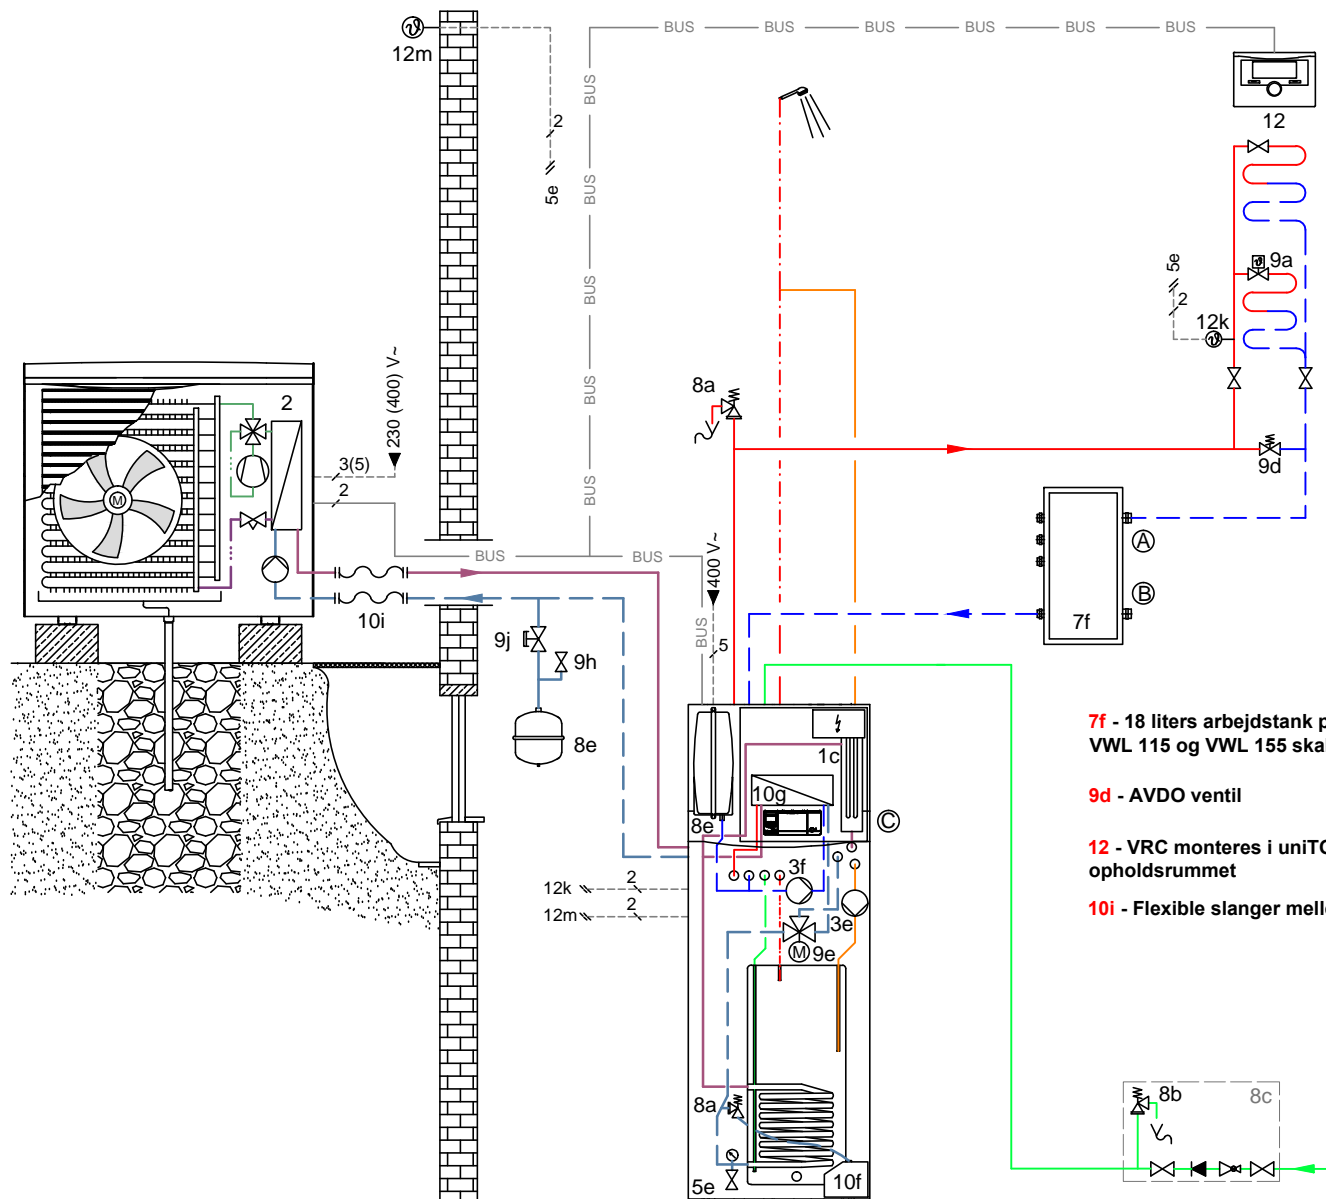 12m
BUS BUS BUS BUS BUS BUS
12
BUS
2
5e
BUS
BUS
BUS
BUS
5e
2
9a
12k
8a
2
230 (400) V~
3(5)
2
9d
BUS BUS
400 V~
A
B
7f
10i
9j
9h
8e
BUS
5
7f - 18 liters arbejdstank
VWL 115 og VWL 155
9d - AVDO ventil
12 - VRC monteres i
opholdsrummet
10i - Flexible slanger
1c
10g
8e
C
3f
12k 2
12m 2
3e
M 9e
M
8a
5e
10f
8b
8c